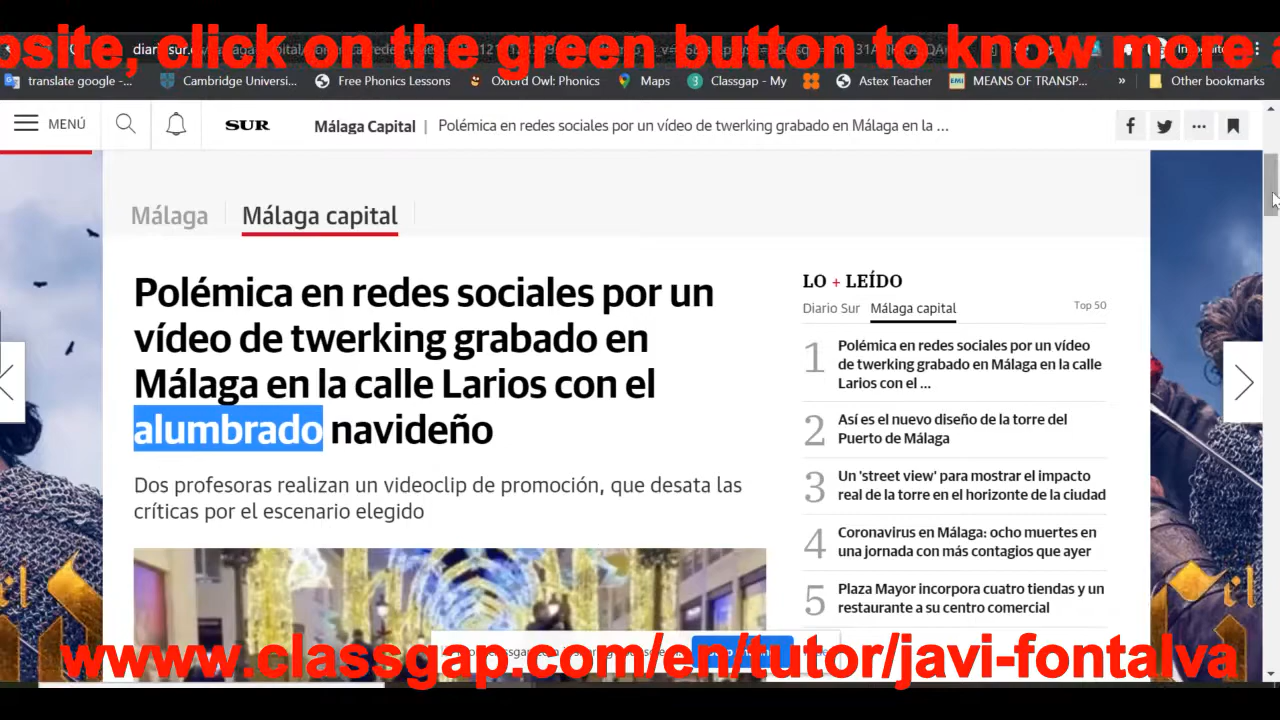 bsite, click on the green button to know more a
translate google -...
Cambridge Universi...
Free Phonics Lessons
Oxford Owl: Phonics
Maps
Classgap - My
Astex Teacher
MEANS OF TRANSP...
»
Other bookmarks
MENÚ
SUR
Málaga Capital | Polémica en redes sociales por un vídeo de twerking grabado en Málaga en la ...
Málaga
Málaga capital
Polémica en redes sociales por un
vídeo de twerking grabado en
Málaga en la calle Larios con el
alumbrado navideño
Dos profesoras realizan un videoclip de promoción, que desata las
críticas por el escenario elegido
LO + LEÍDO
Diario Sur
Málaga capital
Top 50
1
Polémica en redes sociales por un vídeo
de twerking grabado en Málaga en la calle
Larios con el ...
2
Así es el nuevo diseño de la torre del
Puerto de Málaga
3
Un 'street view' para mostrar el impacto
real de la torre en el horizonte de la ciudad
4
Coronavirus en Málaga: ocho muertes en
una jornada con más contagios que ayer
5
Plaza Mayor incorpora cuatro tiendas y un
restaurante a su centro comercial
www.classgap.com/en/tutor/javi-fontalva